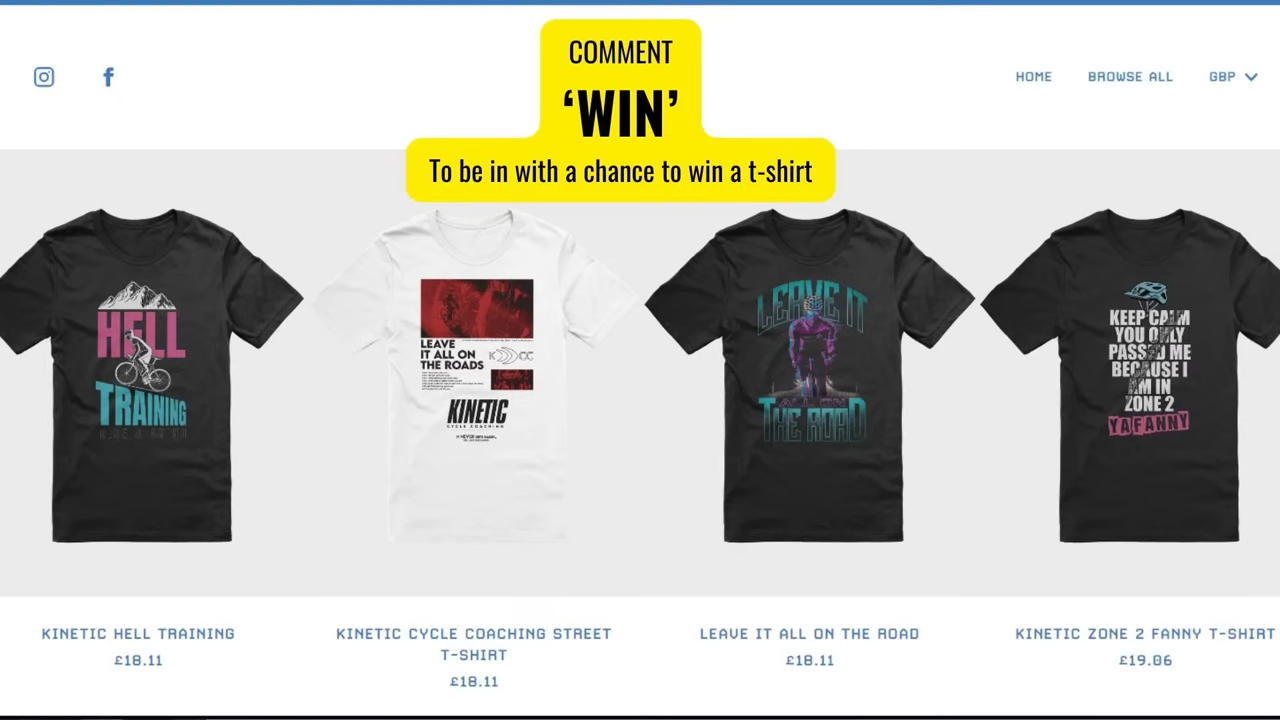 COMMENT
‘WIN’
To be in with a chance to win a t-shirt
HOME
BROWSE ALL
GBP
HELL
TRAINING
LEAVE
IT ALL ON
THE ROADS
KINETIC
CYCLE COACHING
LEAVE IT
ALL ON
THE ROAD
KEEP CALM
YOU ONLY
PASSED ME
BECAUSE I
AM IN
ZONE 2
YA FANNY
KINETIC HELL TRAINING
£18.11
KINETIC CYCLE COACHING STREET
T-SHIRT
£18.11
LEAVE IT ALL ON THE ROAD
£18.11
KINETIC ZONE 2 FANNY T-SHIRT
£19.06